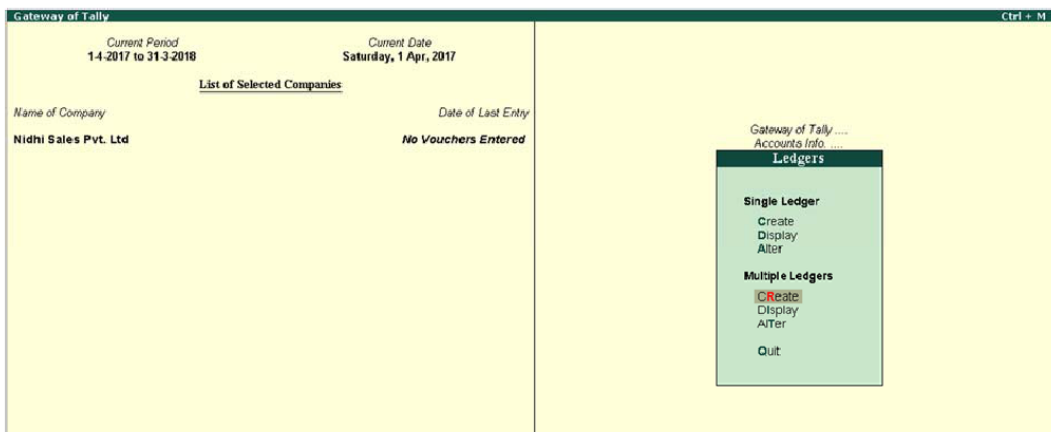 Gateway of Tally Ctrl + M
Current Period Current Date
1-4-2017 to 31-3-2018 Saturday, 1 Apr, 2017
List of Selected Companies
Name of Company Date of Last Entry
Nidhi Sales Pvt. Ltd No Vouchers Entered
Gateway of Tally ....
Accounts Info. ....
Ledgers
Single Ledger
Create
Display
Alter
Multiple Ledgers
CReate
DIsplay
AlTer
Quit